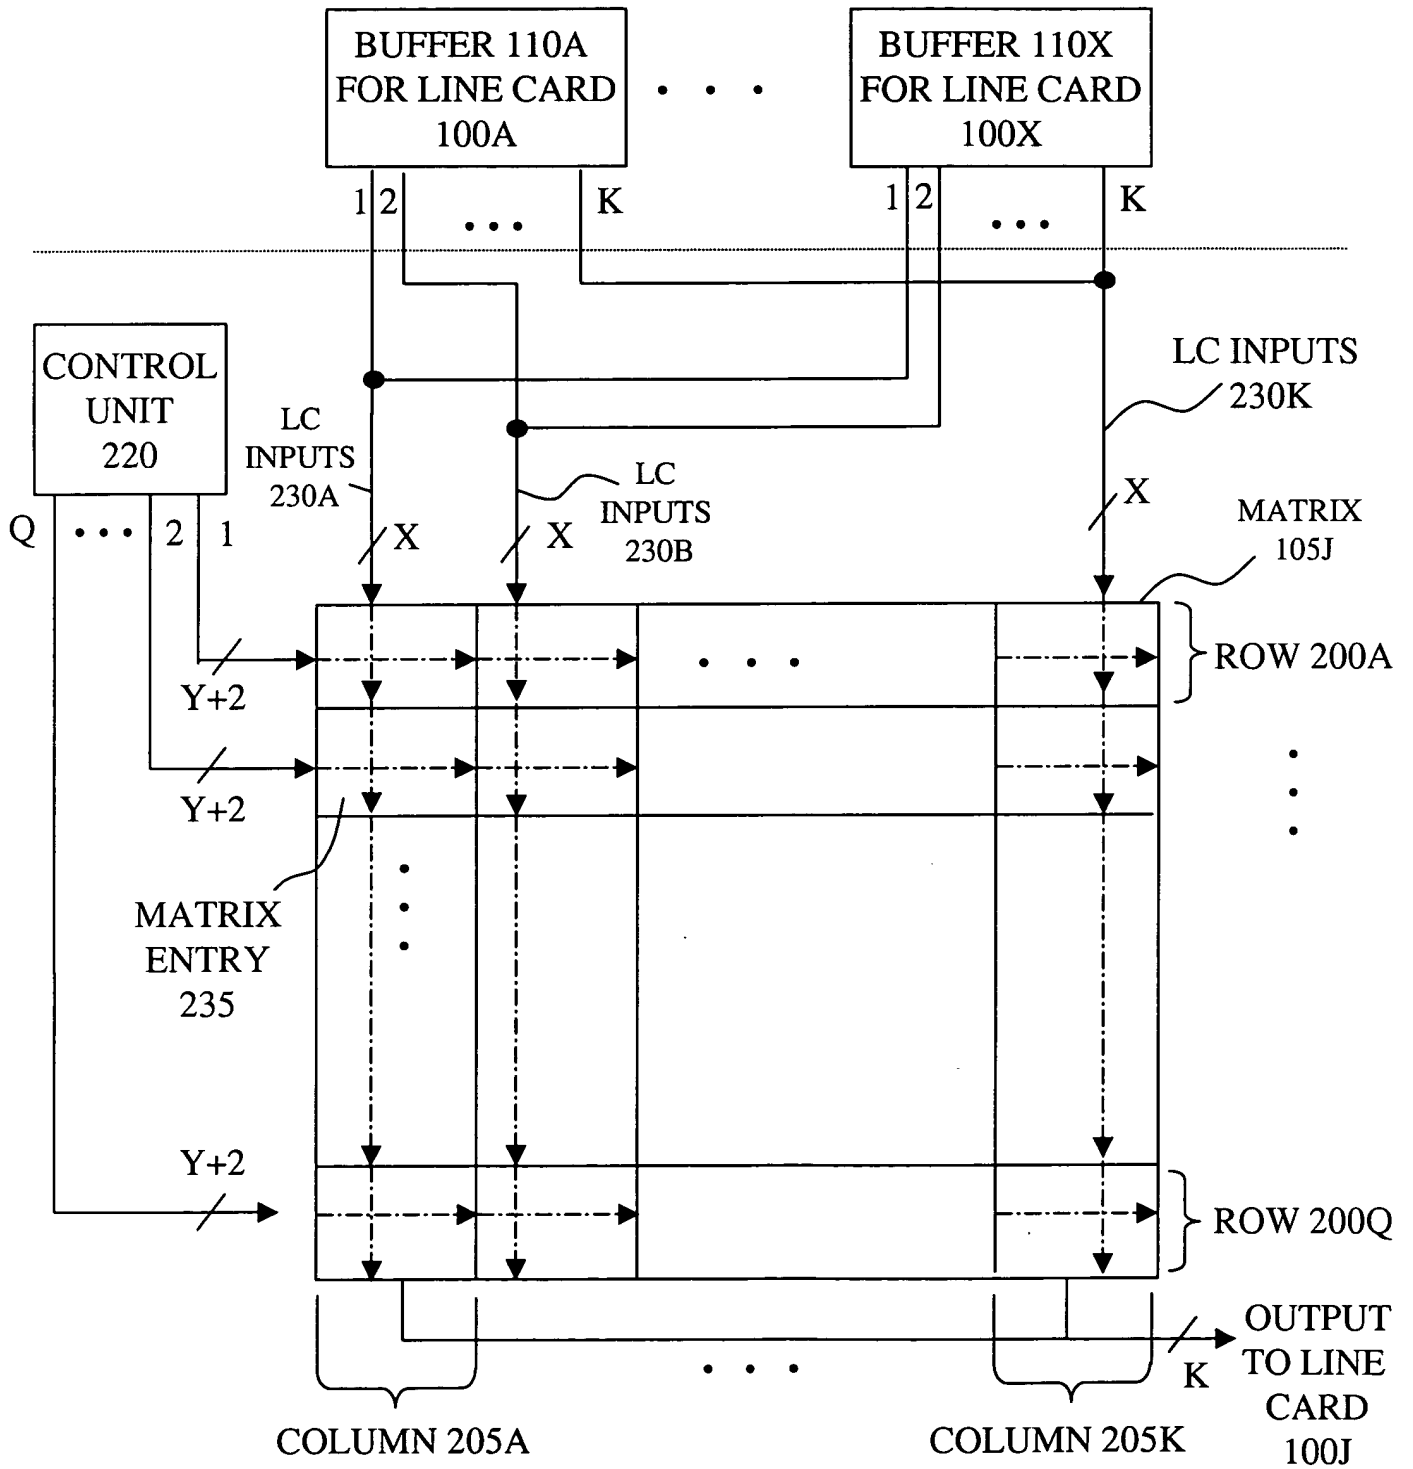 BUFFER 110A
FOR LINE CARD
100A
BUFFER 110X
FOR LINE CARD
100X
1
2
K
1
2
K
CONTROL
UNIT
220
LC
INPUTS
230A
LC
INPUTS
230B
LC INPUTS
230K
Q
2
1
X
X
X
MATRIX
105J
Y+2
ROW 200A
Y+2
MATRIX
ENTRY
235
Y+2
ROW 200Q
OUTPUT
TO LINE
CARD
100J
K
COLUMN 205A
COLUMN 205K